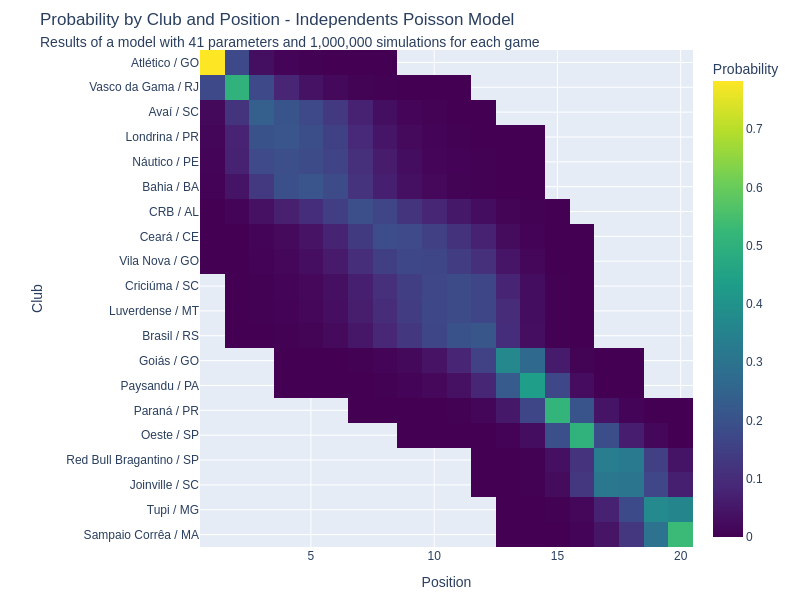 Probability by Club and Position - Independents Poisson Model
Results of a model with 41 parameters and 1,000,000 simulations for each game
Probability
Atlético / GO
Vasco da Gama / RJ
Avaí / SC
Londrina / PR
Náutico / PE
Bahia / BA
CRB / AL
Ceará / CE
Vila Nova / GO
Criciúma / SC
Luverdense / MT
Brasil / RS
Goiás / GO
Paysandu / PA
Paraná / PR
Oeste / SP
Red Bull Bragantino / SP
Joinville / SC
Tupi / MG
Sampaio Corrêa / MA
Club
5
10
15
20
Position
0.7
0.6
0.5
0.4
0.3
0.2
0.1
0